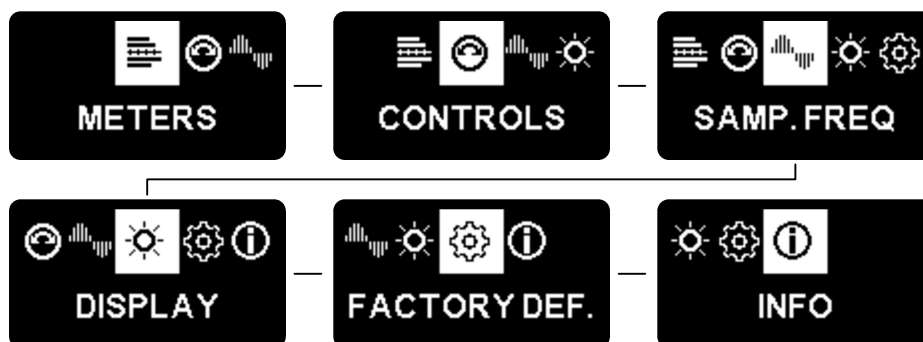 METERS
CONTROLS
SAMP. FREQ
DISPLAY
FACTORY DEF.
INFO